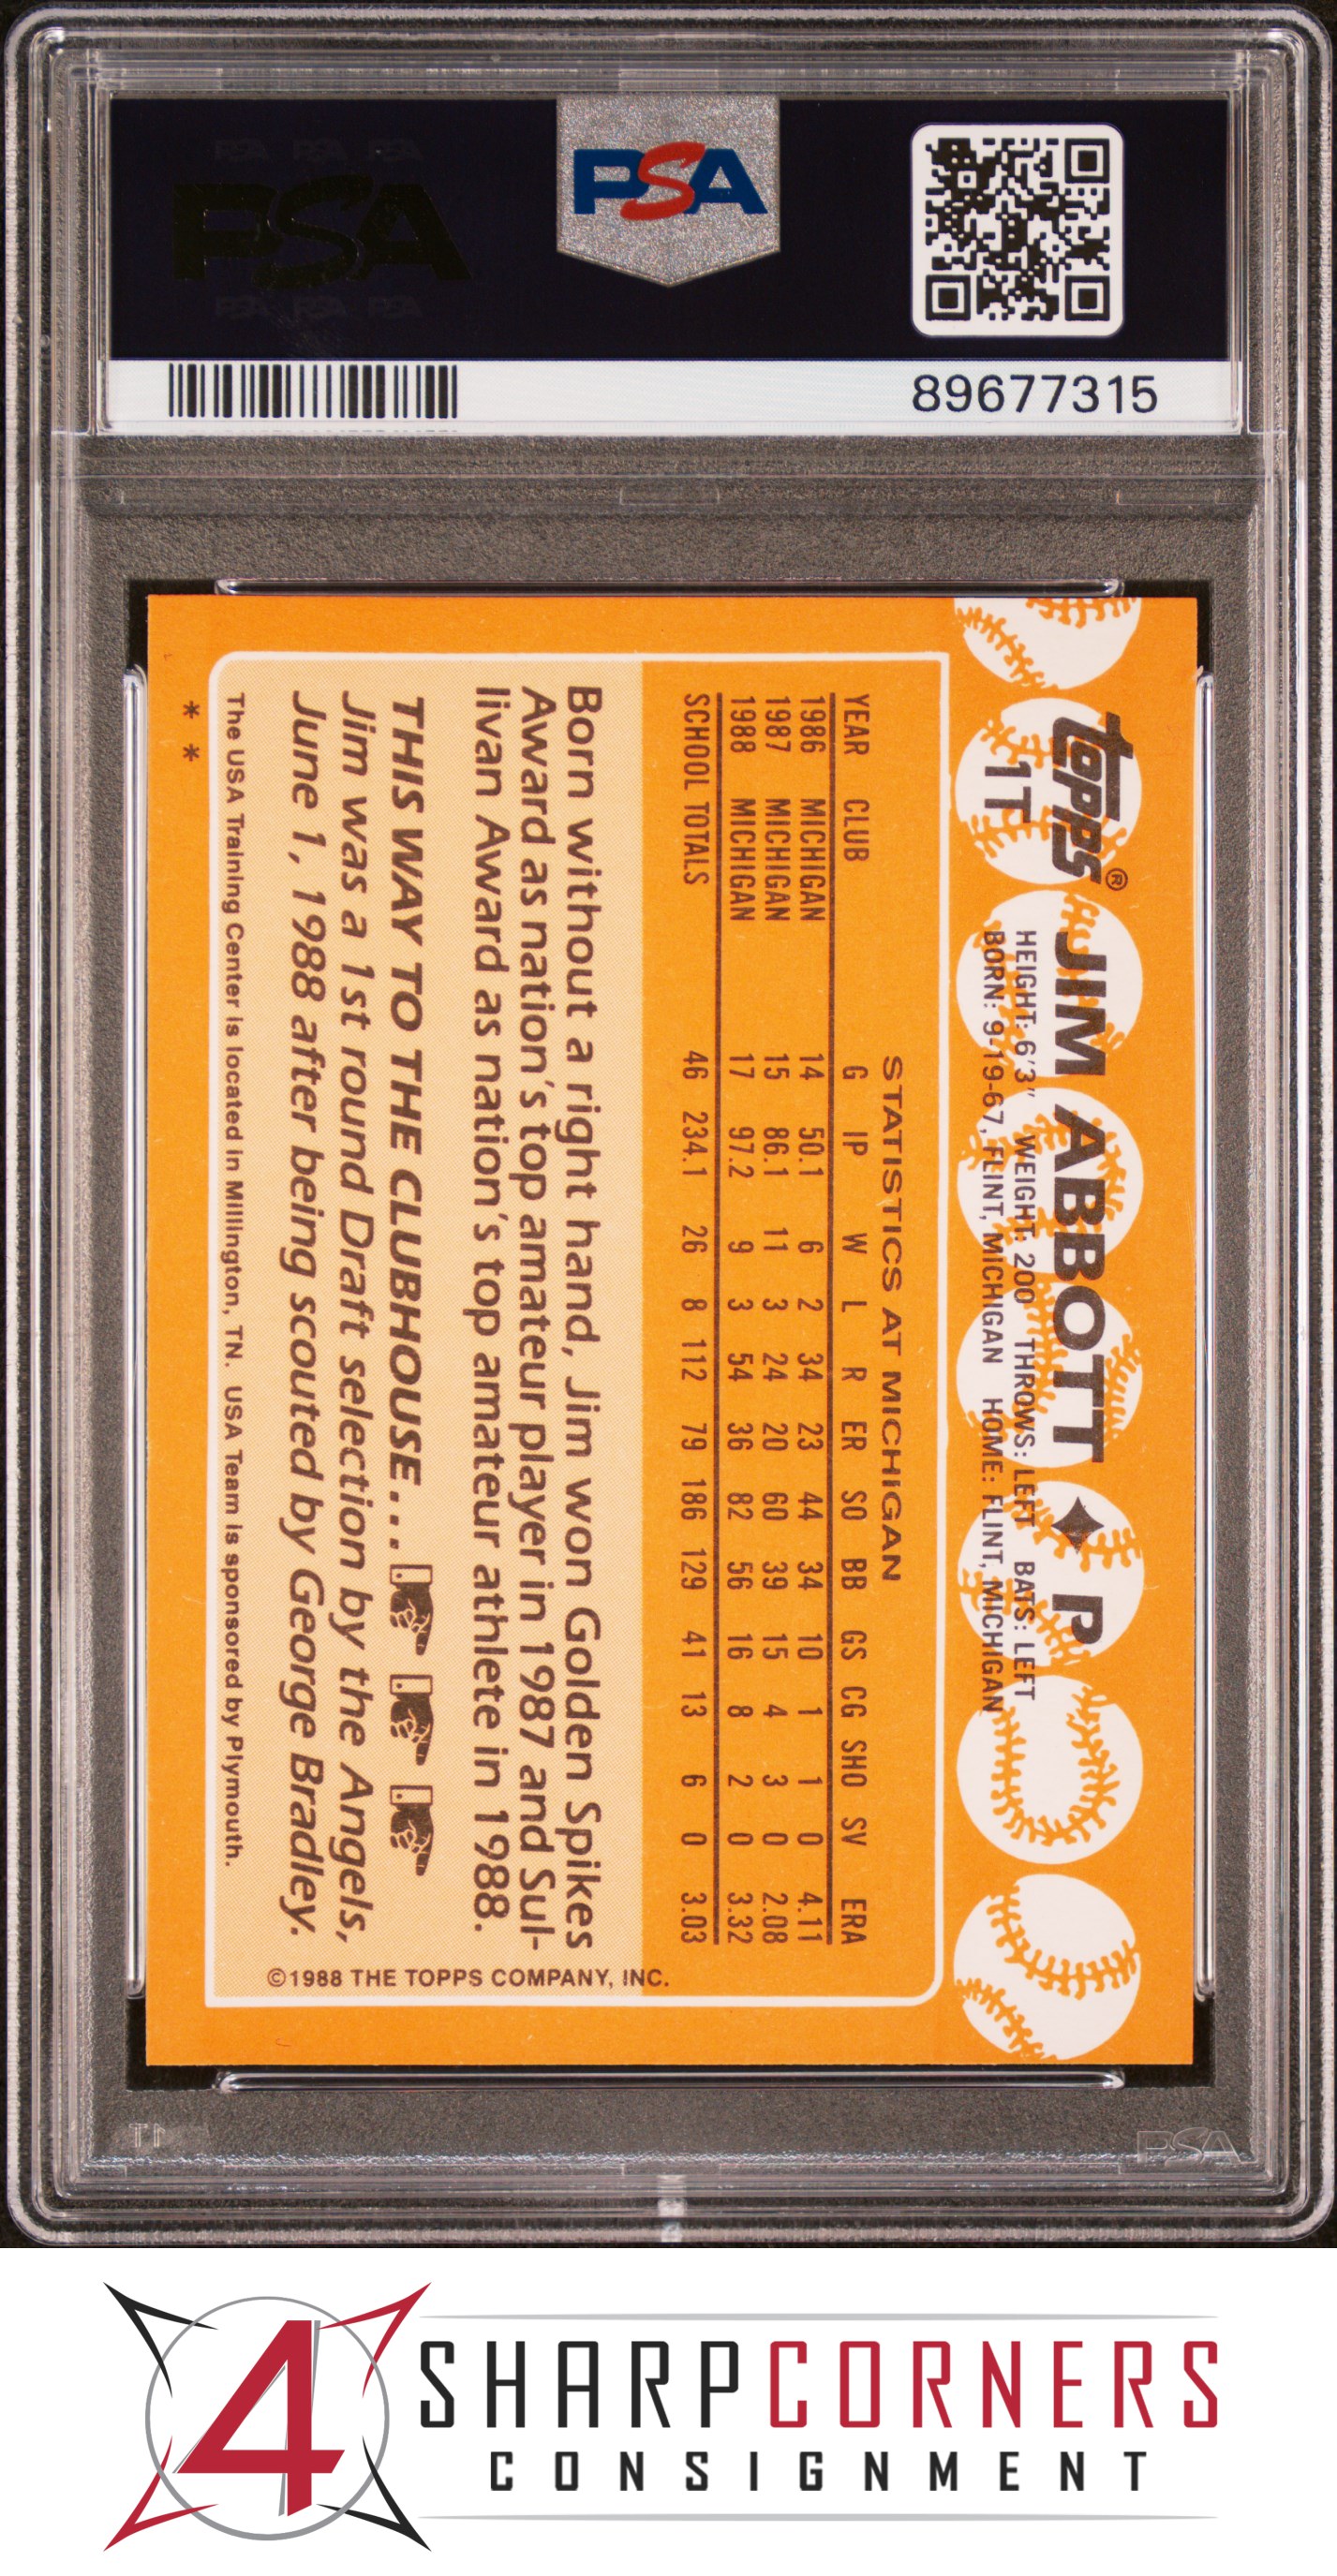 PSA PSA PSA
PSA
PSA PSA PSA
PSA
89677315
topps®
1T
JIM ABBOTT ✦ P
HEIGHT: 6'3" WEIGHT: 200 THROWS: LEFT BATS: LEFT
BORN: 9-19-67, FLINT, MICHIGAN HOME: FLINT, MICHIGAN
STATISTICS AT MICHIGAN
YEAR CLUB G IP W L R ER SO BB GS CG SHO SV ERA
1986 MICHIGAN 14 50.1 6 2 34 23 44 34 10 1 1 0 4.11
1987 MICHIGAN 15 86.1 11 3 24 20 60 39 15 4 3 0 2.08
1988 MICHIGAN 17 97.2 9 3 54 36 82 56 16 8 2 0 3.32
SCHOOL TOTALS 46 234.1 26 8 112 79 186 129 41 13 6 0 3.03
Born without a right hand, Jim won Golden Spikes
Award as nation's top amateur player in 1987 and Sul-
livan Award as nation's top amateur athlete in 1988.
THIS WAY TO THE CLUBHOUSE...
Jim was a 1st round Draft selection by the Angels,
June 1, 1988 after being scouted by George Bradley.
The USA Training Center is located in Millington, TN. USA Team is sponsored by Plymouth.
* *
©1988 THE TOPPS COMPANY, INC.
PSA
4
SHARPCORNERS
CONSIGNMENT